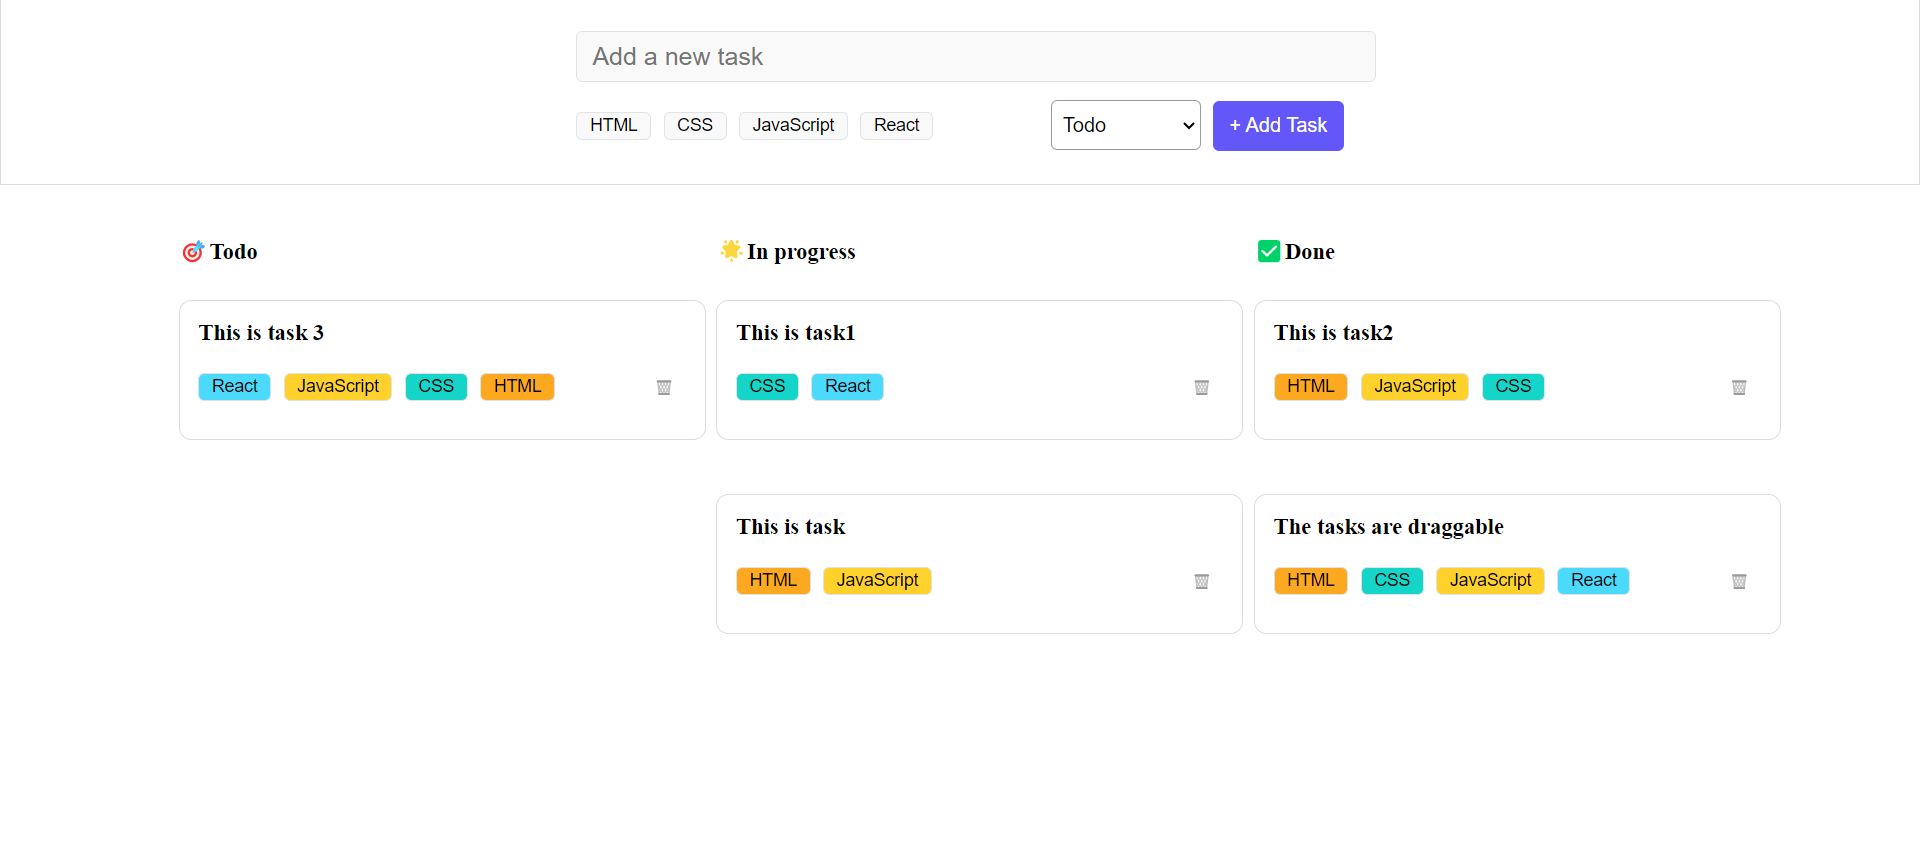 Add a new task
HTML CSS JavaScript React Todo + Add Task
Todo
This is task 3
React JavaScript CSS HTML
In progress
This is task1
CSS React
This is task
HTML JavaScript
Done
This is task2
HTML JavaScript CSS
The tasks are draggable
HTML CSS JavaScript React